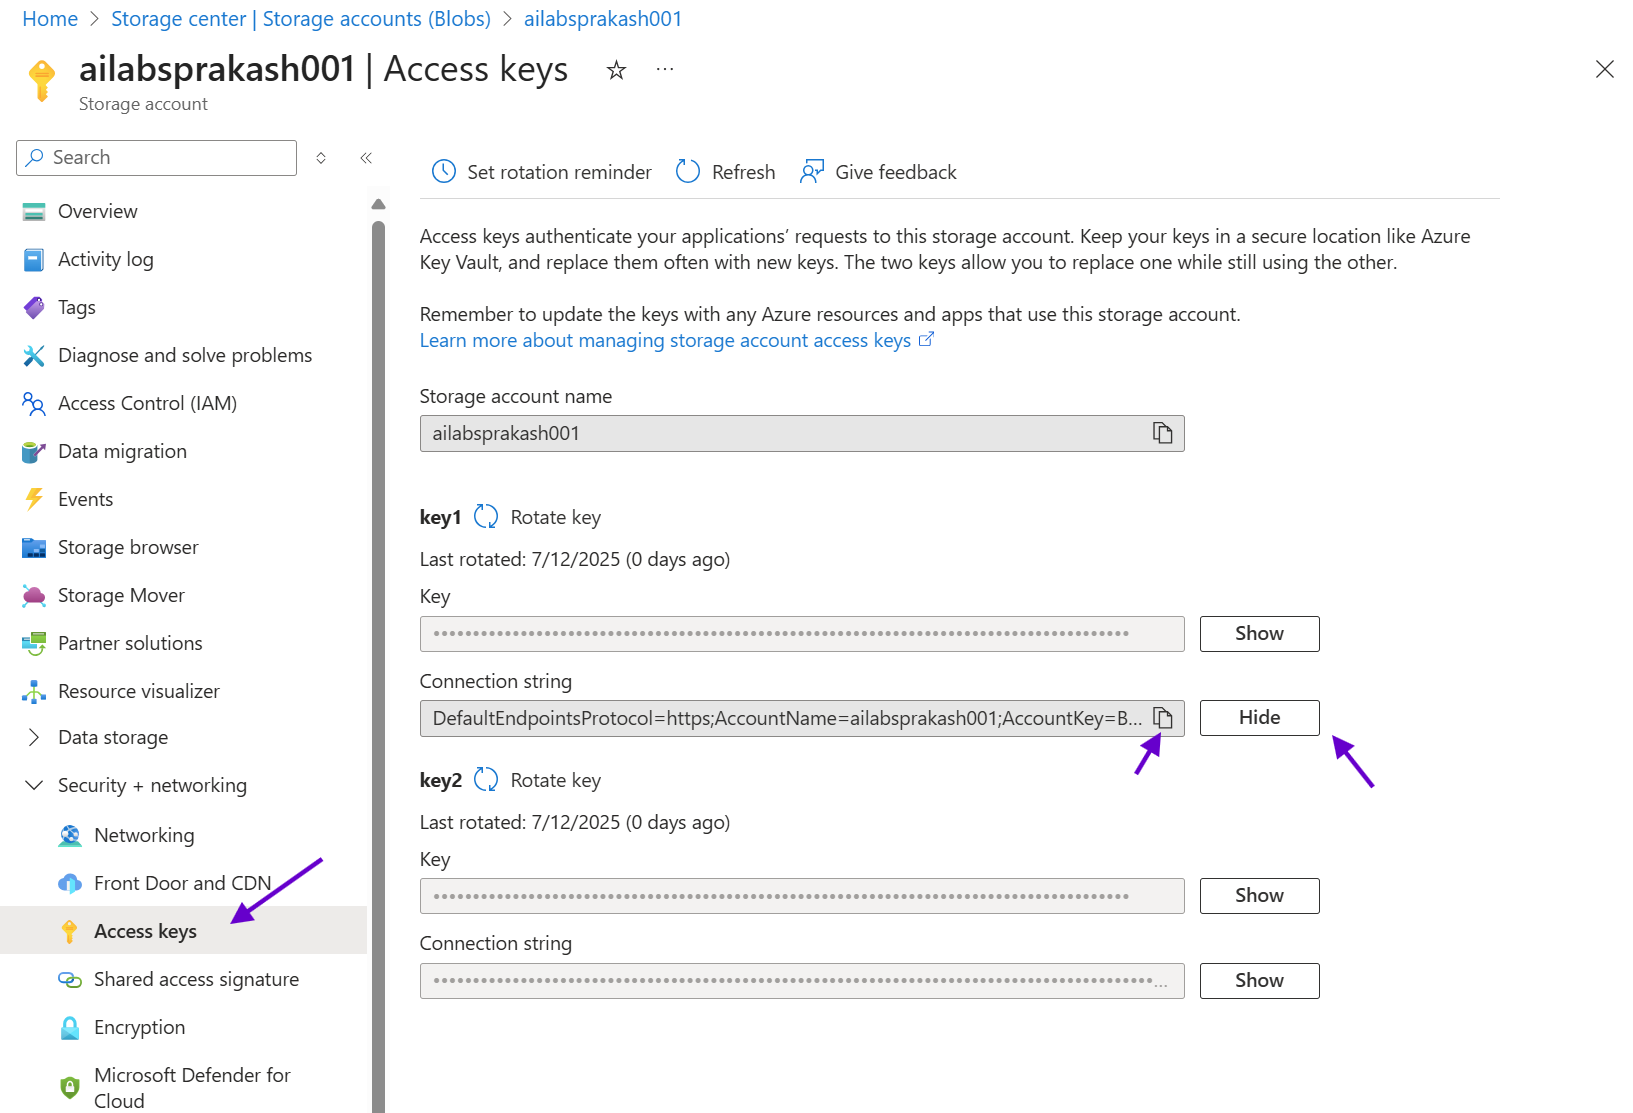 Home > Storage center | Storage accounts (Blobs) > ailabsprakash001
ailabsprakash001 | Access keys ☆ ...
Storage account
Search
Overview
Activity log
Tags
Diagnose and solve problems
Access Control (IAM)
Data migration
Events
Storage browser
Storage Mover
Partner solutions
Resource visualizer
Data storage
Security + networking
Networking
Front Door and CDN
Access keys
Shared access signature
Encryption
Microsoft Defender for
Cloud
Set rotation reminder Refresh Give feedback
Access keys authenticate your applications’ requests to this storage account. Keep your keys in a secure location like Azure
Key Vault, and replace them often with new keys. The two keys allow you to replace one while still using the other.
Remember to update the keys with any Azure resources and apps that use this storage account.
Learn more about managing storage account access keys
Storage account name
ailabsprakash001
key1 Rotate key
Last rotated: 7/12/2025 (0 days ago)
Key
Show
Connection string
DefaultEndpointsProtocol=https;AccountName=ailabsprakash001;AccountKey=B... Hide
key2 Rotate key
Last rotated: 7/12/2025 (0 days ago)
Key
Show
Connection string
Show